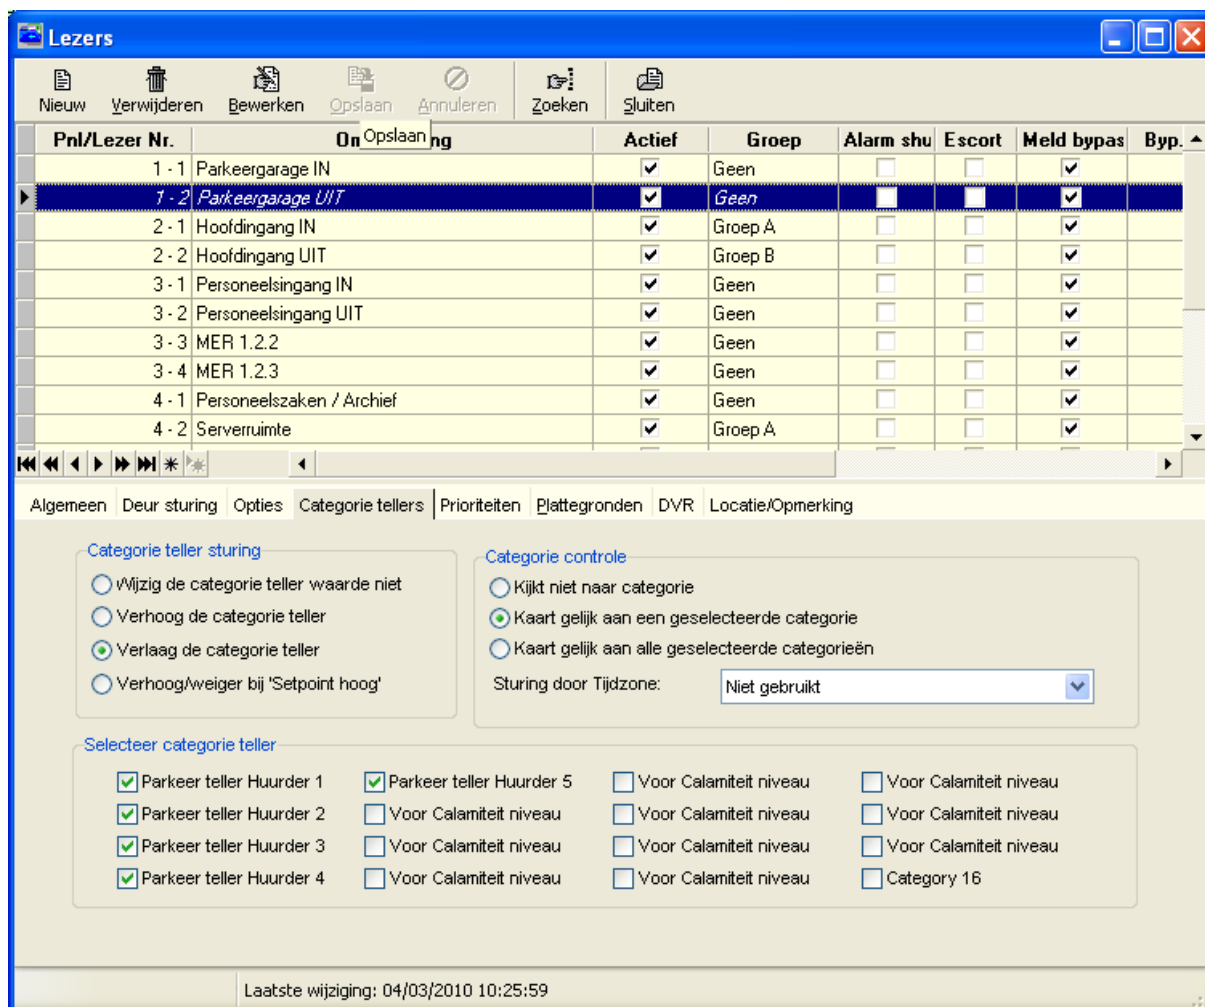 Lezers
Nieuw Verwijderen Bewerken Opslaan Annuleren Zoeken Sluiten
Opslaan
Pnl/Lezer Nr. Om ng Actief Groep Alarm shu Escort Meld bypas Byp.
1 - 1 Parkeergarage IN Geen
1 - 2 Parkeergarage UIT Geen
2 - 1 Hoofdingang IN Groep A
2 - 2 Hoofdingang UIT Groep B
3 - 1 Personeelsingang IN Geen
3 - 2 Personeelsingang UIT Geen
3 - 3 MER 1.2.2 Geen
3 - 4 MER 1.2.3 Geen
4 - 1 Personeelszaken / Archief Geen
4 - 2 Serverruimte Groep A
Algemeen Deur sturing Opties Categorie tellers Prioriteiten Plattegronden DVR Locatie/Opmerking
Categorie teller sturing
Wijzig de categorie teller waarde niet
Verhoog de categorie teller
Verlaag de categorie teller
Verhoog/weiger bij 'Setpoint hoog'
Categorie controle
Kijkt niet naar categorie
Kaart gelijk aan een geselecteerde categorie
Kaart gelijk aan alle geselecteerde categorieën
Sturing door Tijdzone: Niet gebruikt
Selecteer categorie teller
Parkeer teller Huurder 1 Parkeer teller Huurder 5 Voor Calamiteit niveau Voor Calamiteit niveau
Parkeer teller Huurder 2 Voor Calamiteit niveau Voor Calamiteit niveau Voor Calamiteit niveau
Parkeer teller Huurder 3 Voor Calamiteit niveau Voor Calamiteit niveau Voor Calamiteit niveau
Parkeer teller Huurder 4 Voor Calamiteit niveau Voor Calamiteit niveau Category 16
Laatste wijziging: 04/03/2010 10:25:59